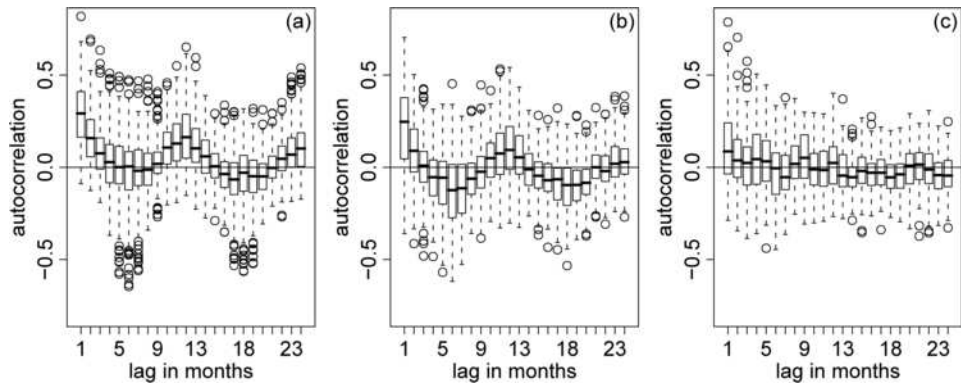 (a)
autocorrelation
0.5
0.0
−0.5
1 5 9 13 18 23
lag in months
(b)
autocorrelation
0.5
0.0
−0.5
1 5 9 13 18 23
lag in months
(c)
autocorrelation
0.5
0.0
−0.5
1 5 9 13 18 23
lag in months